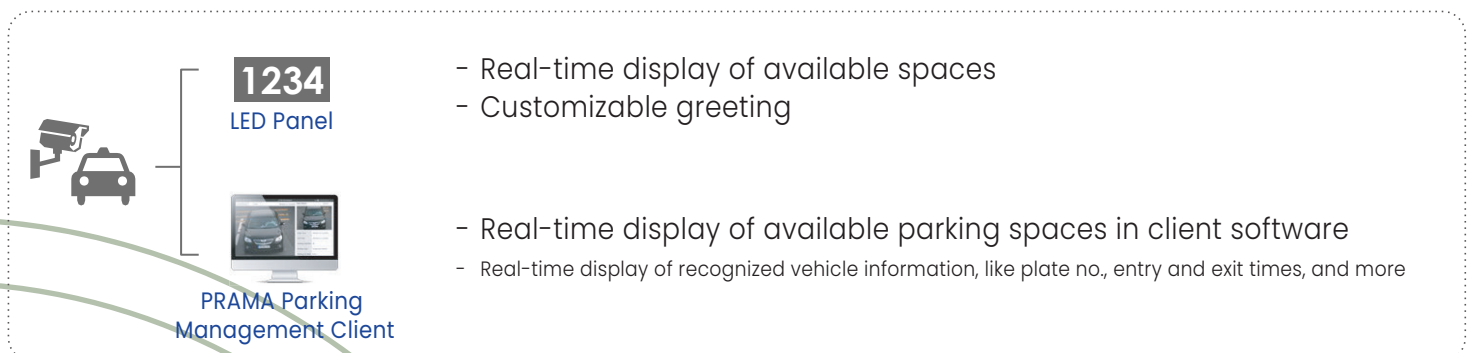 1234
LED Panel
- Real-time display of available spaces
- Customizable greeting
PRAMA Parking
Management Client
- Real-time display of available parking spaces in client software
- Real-time display of recognized vehicle information, like plate no., entry and exit times, and more